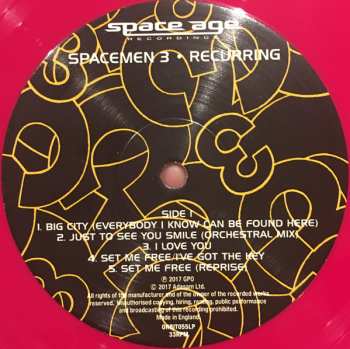 space age
RECORDINGS
SPACEMEN 3 • RECURRING
SIDE 1
1. BIG CITY (EVERYBODY I KNOW CAN BE FOUND HERE)
2. JUST TO SEE YOU SMILE (ORCHESTRAL MIX)
3. I LOVE YOU
4. SET ME FREE/I'VE GOT THE KEY
5. SET ME FREE (REPRISE)
℗ 2017 GPO
© 2017 Adasam Ltd.
All rights of the manufacturer and of the owner of the recorded works
reserved. Unauthorised copying, hiring, renting, public performance
and broadcasting of this recording prohibited.
Made in England.
ORBIT055LP
33RPM